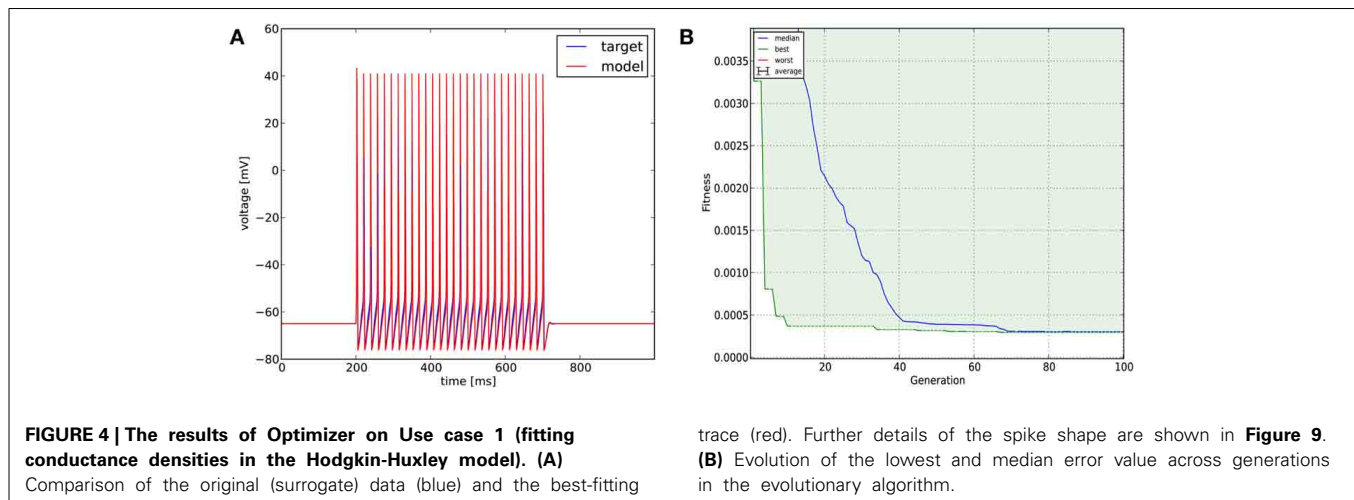 A
60
40
20
0
−20
−40
−60
−80
voltage [mV]
0
200
400
600
800
time [ms]
target
model
B
0.0035
0.0030
0.0025
0.0020
0.0015
0.0010
0.0005
0.0000
Fitness
20
40
60
80
100
Generation
median
best
worst
average
FIGURE 4 | The results of Optimizer on Use case 1 (fitting
conductance densities in the Hodgkin-Huxley model). (A)
Comparison of the original (surrogate) data (blue) and the best-fitting
trace (red). Further details of the spike shape are shown in Figure 9.
(B) Evolution of the lowest and median error value across generations
in the evolutionary algorithm.